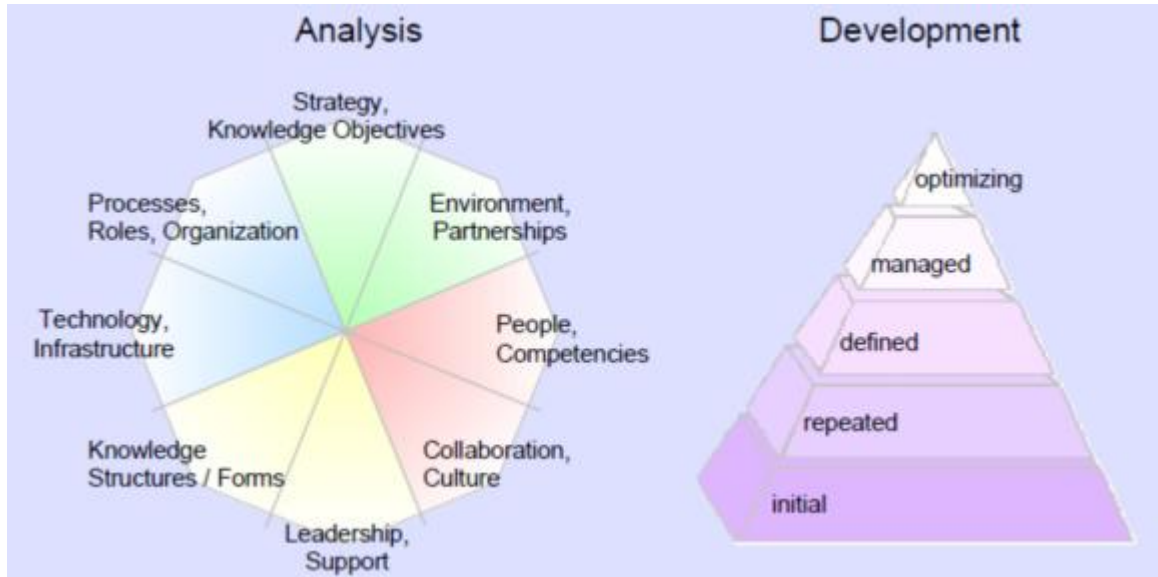 Analysis
Strategy,
Knowledge Objectives
Environment,
Partnerships
People,
Competencies
Collaboration,
Culture
Leadership,
Support
Knowledge
Structures / Forms
Technology,
Infrastructure
Processes,
Roles, Organization
Development
optimizing
managed
defined
repeated
initial